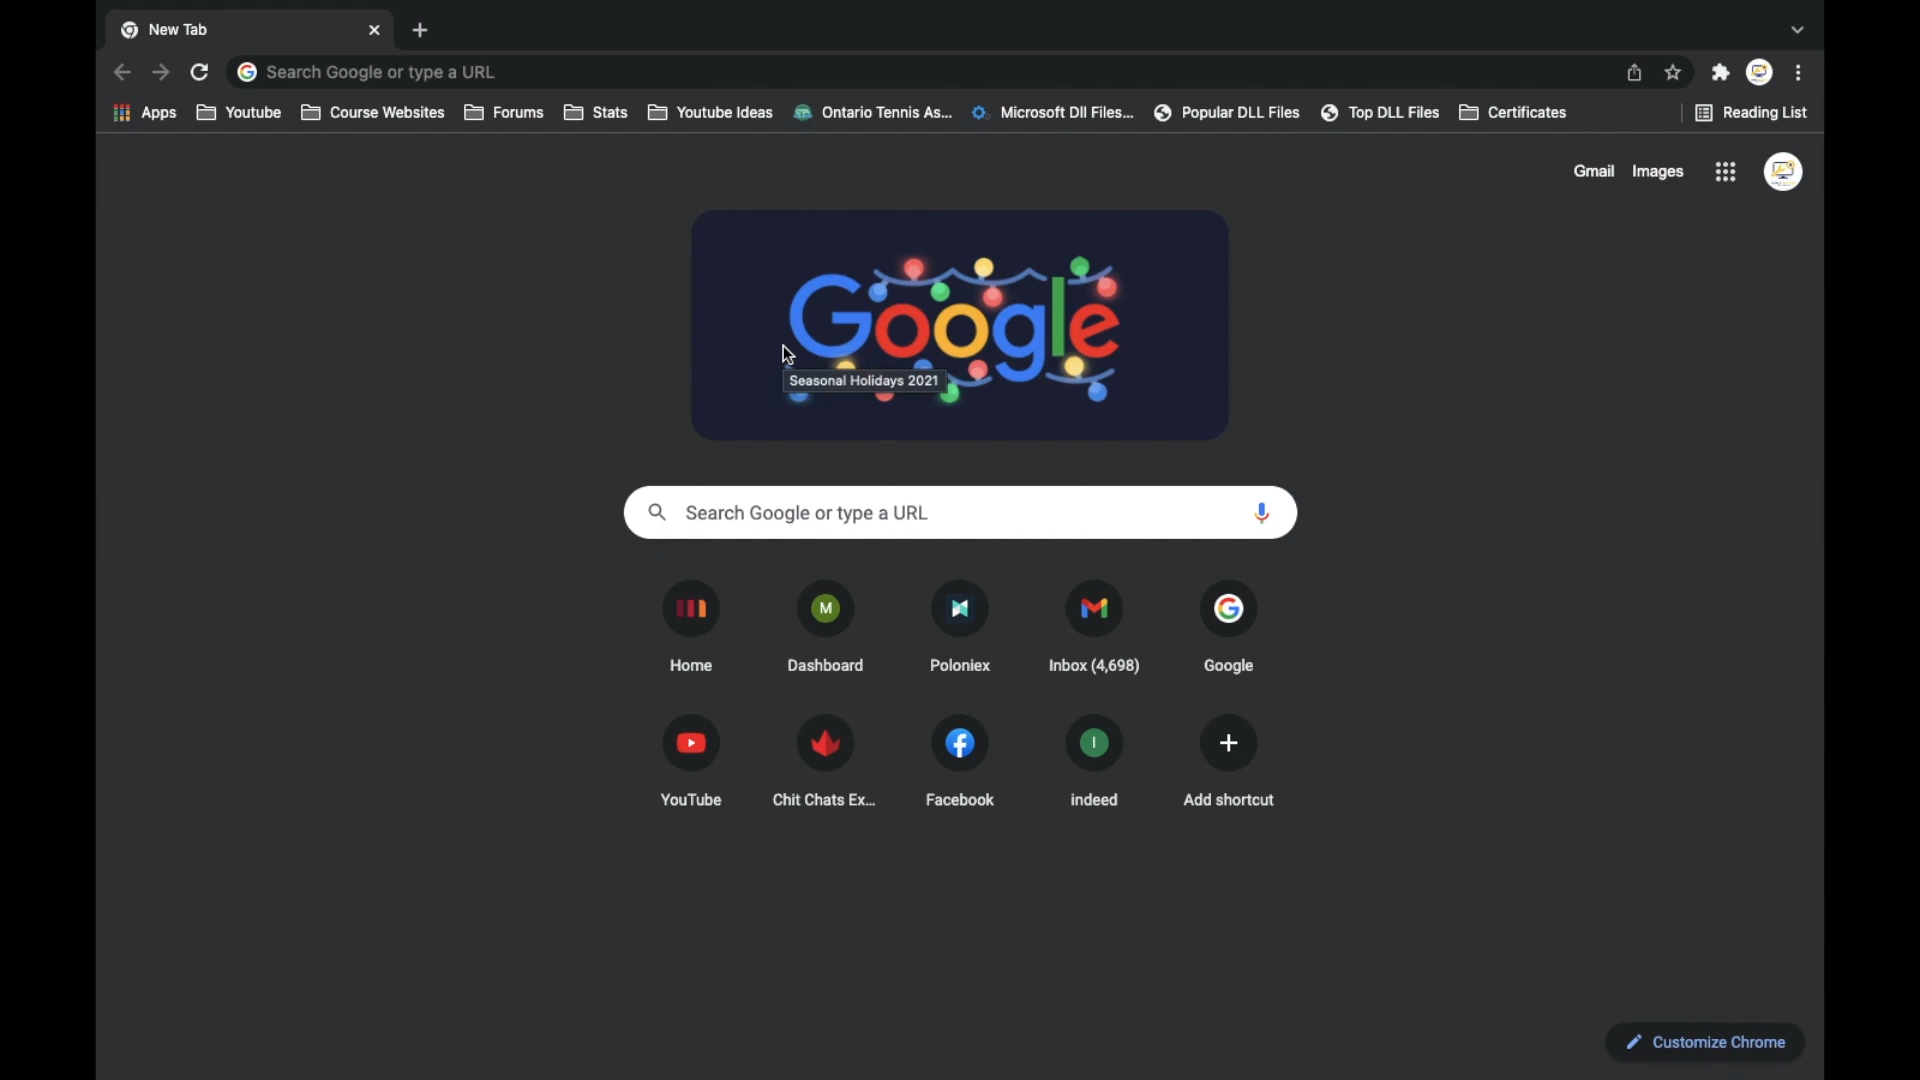 New Tab
Search Google or type a URL
Apps Youtube Course Websites Forums Stats Youtube Ideas Ontario Tennis As... Microsoft Dll Files... Popular DLL Files Top DLL Files Certificates Reading List
Gmail Images
Google
Seasonal Holidays 2021
Search Google or type a URL
M
Home Dashboard Poloniex Inbox (4,698) Google
I
YouTube Chit Chats Ex... Facebook indeed Add shortcut
Customize Chrome